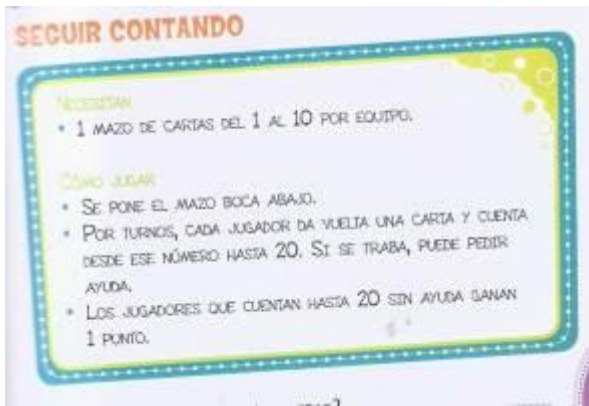 SEGUIR CONTANDO
NECESITAN
• 1 MAZO DE CARTAS DEL 1 AL 10 POR EQUIPO.
CÓMO JUGAR
• SE PONE EL MAZO BOCA ABAJO.
• POR TURNOS, CADA JUGADOR DA VUELTA UNA CARTA Y CUENTA
DESDE ESE NÚMERO HASTA 20. SI SE TRABA, PUEDE PEDIR
AYUDA.
• LOS JUGADORES QUE CUENTAN HASTA 20 SIN AYUDA GANAN
1 PUNTO.